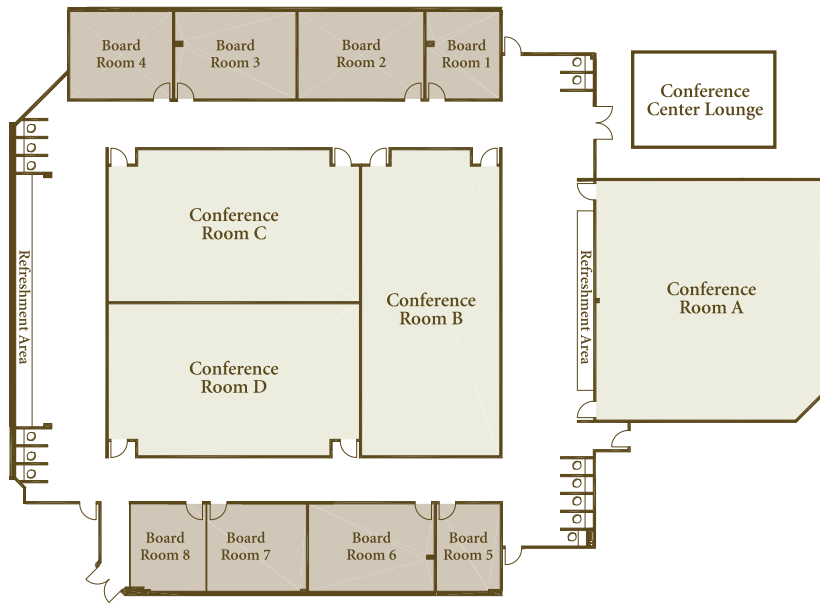 Board
Room 4
Board
Room 3
Board
Room 2
Board
Room 1
Conference
Center Lounge
Conference
Room C
Refreshment Area
Conference
Room B
Refreshment Area
Conference
Room A
Conference
Room D
Board
Room 8
Board
Room 7
Board
Room 6
Board
Room 5